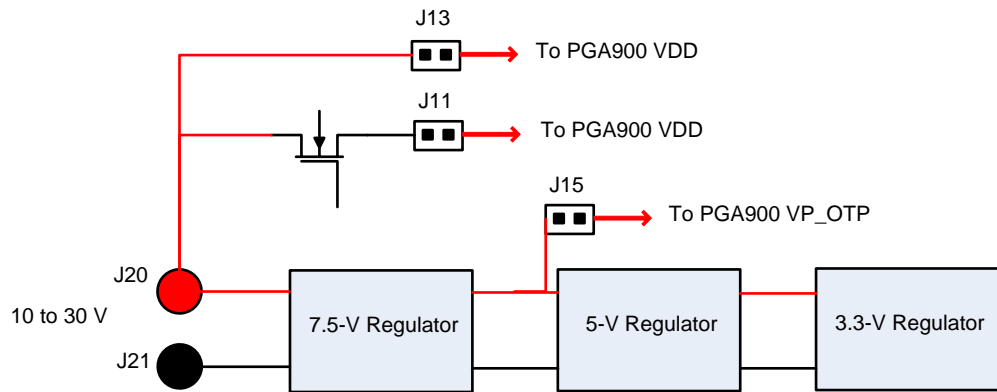 J13
To PGA900 VDD
J11
To PGA900 VDD
J15
To PGA900 VP_OTP
J20
10 to 30 V
J21
7.5-V Regulator
5-V Regulator
3.3-V Regulator